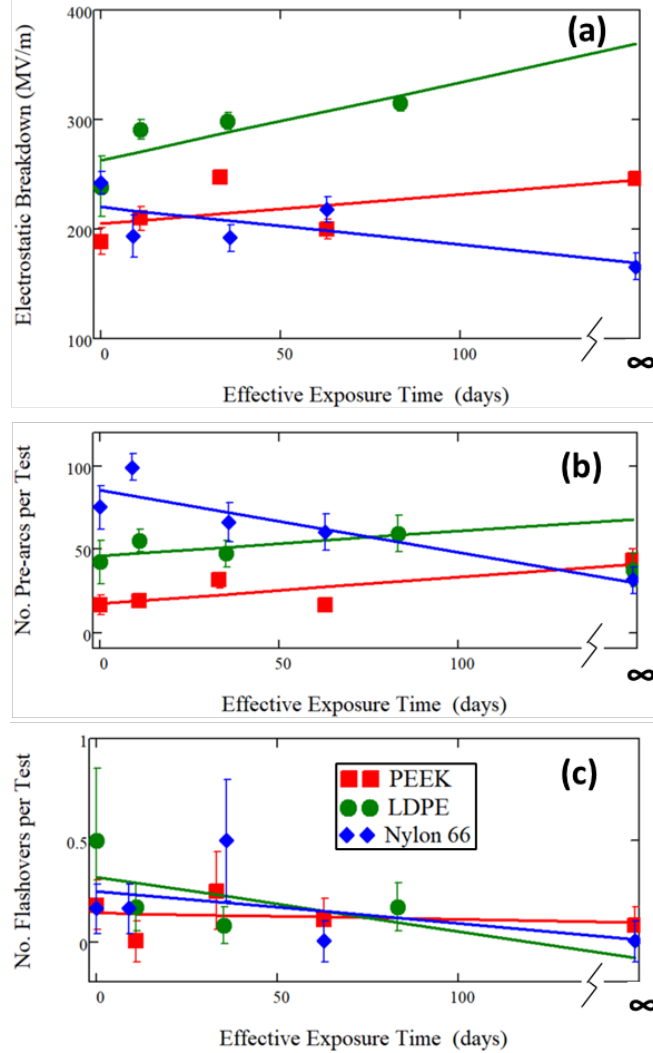 400
(a)
300
200
100
Electrostatic Breakdown (MV/m)
0
50
100
∞
Effective Exposure Time (days)
(b)
100
50
0
No. Pre-arcs per Test
0
50
100
∞
Effective Exposure Time (days)
1
(c)
PEEK
LDPE
Nylon 66
0.5
0
No. Flashovers per Test
0
50
100
∞
Effective Exposure Time (days)